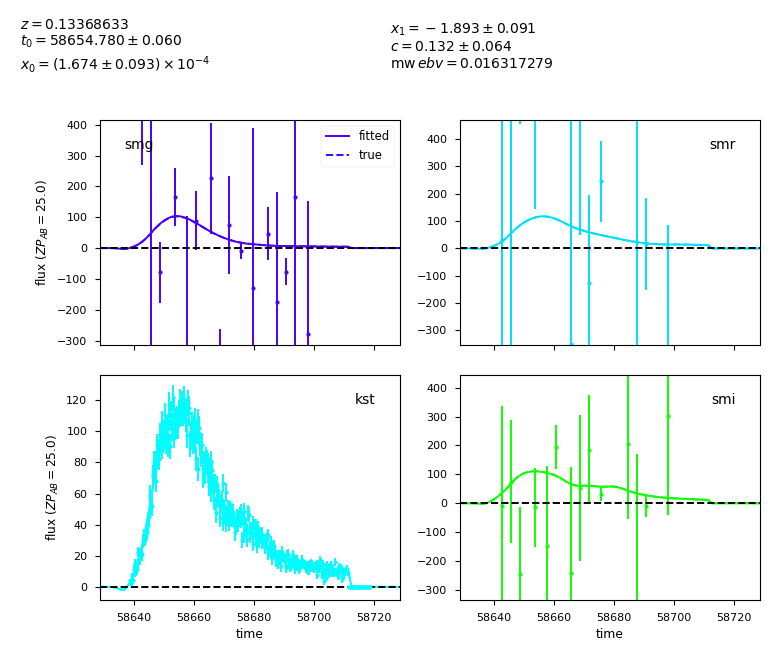 z = 0.13368633
t₀ = 58654.780 ± 0.060
x₀ = (1.674 ± 0.093) × 10⁻⁴
x₁ = −1.893 ± 0.091
c = 0.132 ± 0.064
mw ebv = 0.016317279
400
300
200
100
0
−100
−200
−300
flux (ZP_AB = 25.0)
smg
fitted
true
400
300
200
100
0
−100
−200
−300
smr
120
100
80
60
40
20
0
flux (ZP_AB = 25.0)
kst
58640 58660 58680 58700 58720
time
400
300
200
100
0
−100
−200
−300
smi
58640 58660 58680 58700 58720
time